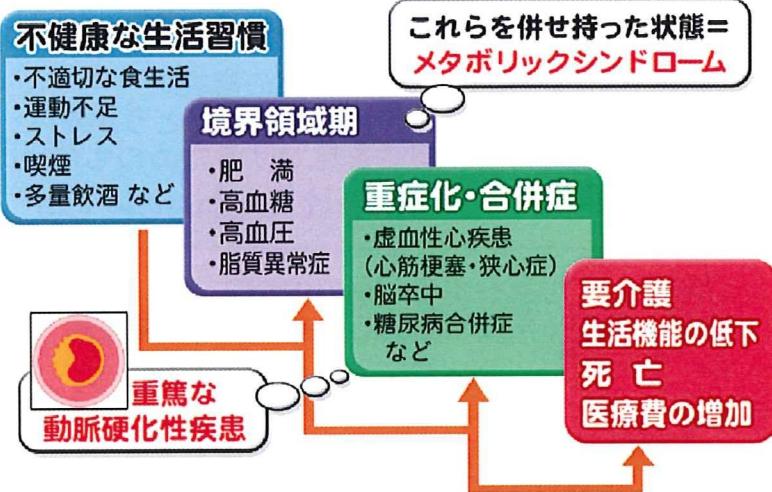 不健康な生活習慣
・不適切な食生活
・運動不足
・ストレス
・喫煙
・多量飲酒 など
これらを併せ持った状態＝
メタボリックシンドローム
境界領域期
・肥　満
・高血糖
・高血圧
・脂質異常症
重症化・合併症
・虚血性心疾患
（心筋梗塞・狭心症）
・脳卒中
・糖尿病合併症
など
要介護
生活機能の低下
死　亡
医療費の増加
重篤な
動脈硬化性疾患